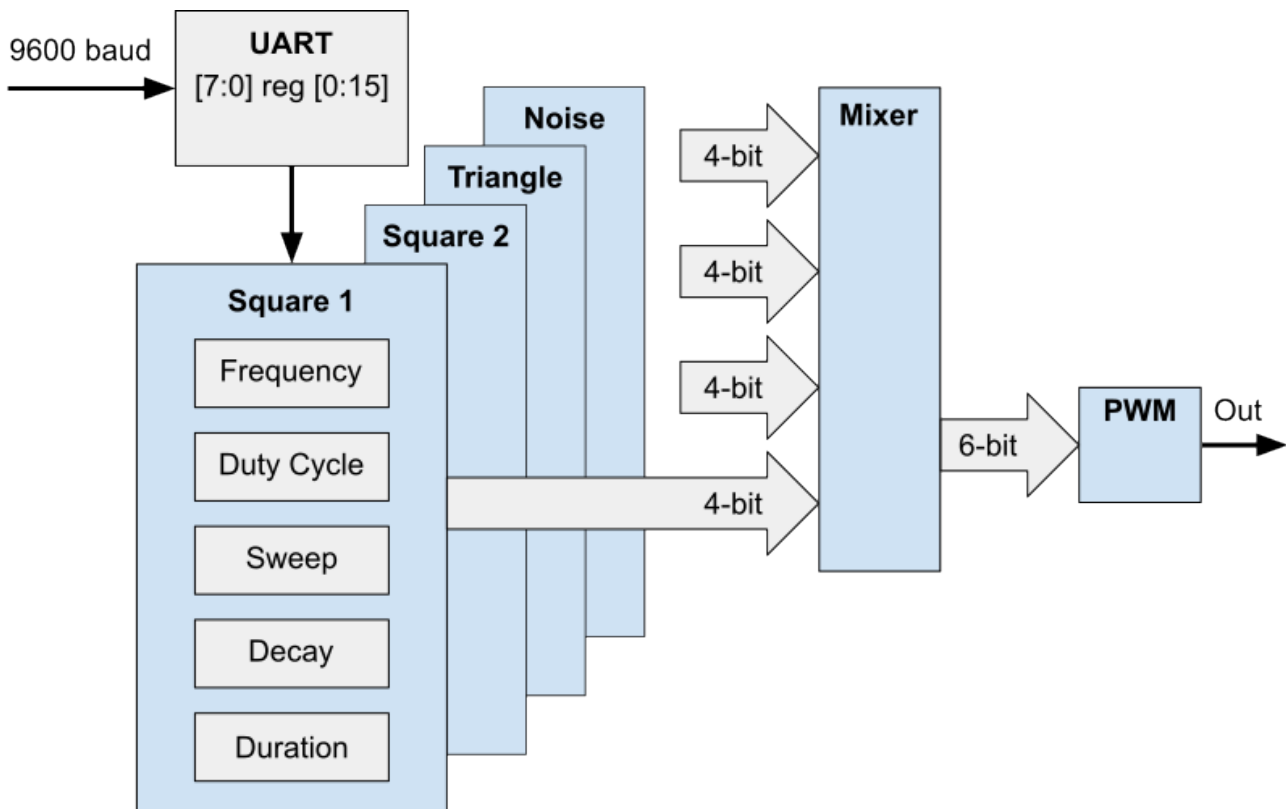 9600 baud
UART
[7:0] reg [0:15]
Noise
Triangle
Square 2
Square 1
Frequency
Duty Cycle
Sweep
Decay
Duration
4-bit
4-bit
4-bit
4-bit
Mixer
6-bit
PWM
Out